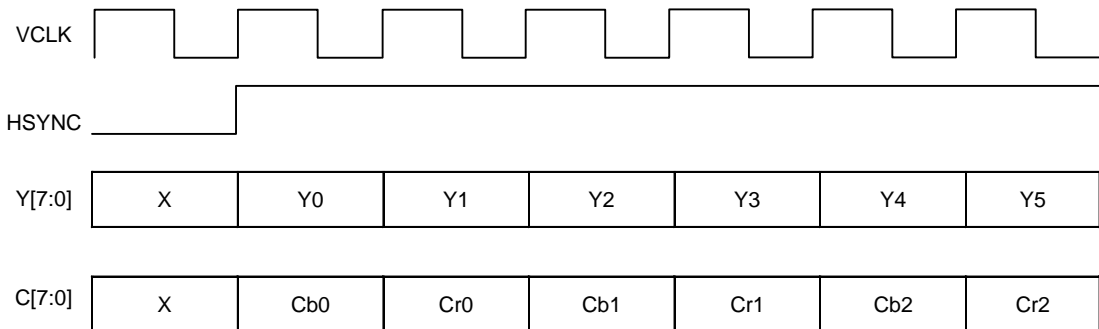 VCLK
HSYNC
Y[7:0] X Y0 Y1 Y2 Y3 Y4 Y5
C[7:0] X Cb0 Cr0 Cb1 Cr1 Cb2 Cr2